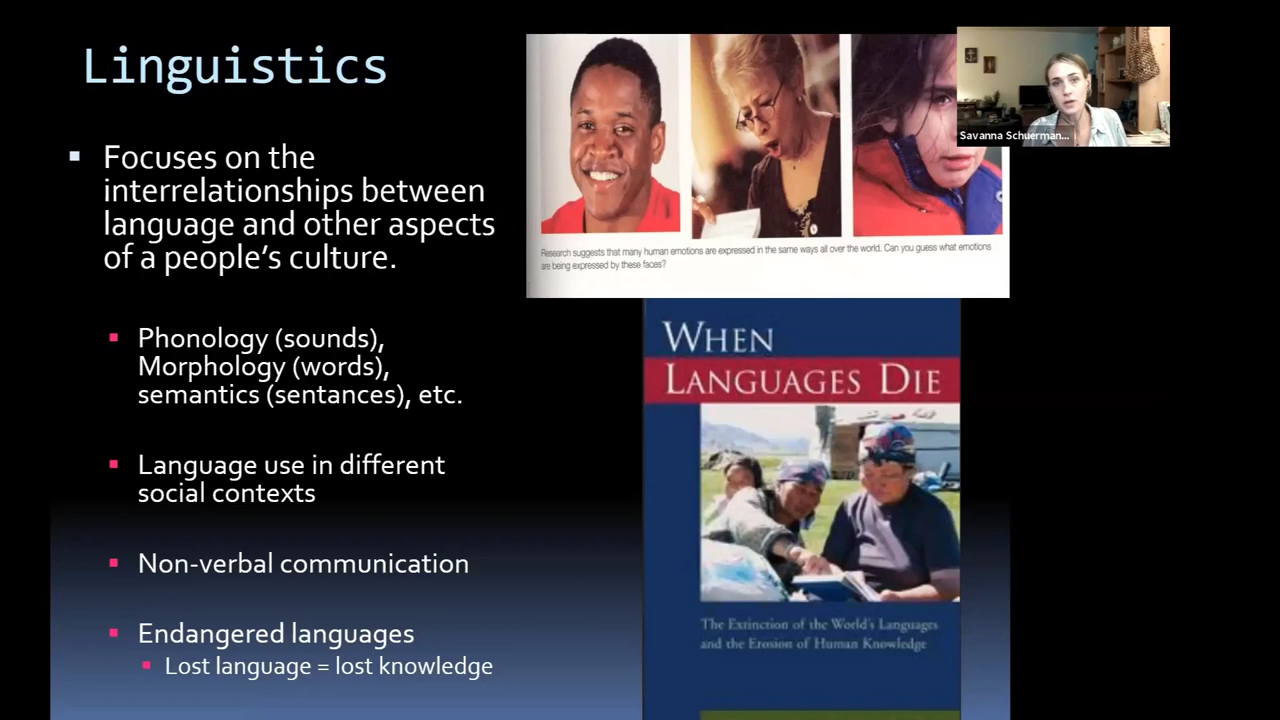 Linguistics
Focuses on the
interrelationships between
language and other aspects
of a people's culture.
Phonology (sounds),
Morphology (words),
semantics (sentances), etc.
Language use in different
social contexts
Non-verbal communication
Endangered languages
Lost language = lost knowledge
Research suggests that many human emotions are expressed in the same ways all over the world. Can you guess what emotions
are being expressed by these faces?
Savanna Schuerman...
WHEN
LANGUAGES DIE
The Extinction of the World's Languages
and the Erosion of Human Knowledge